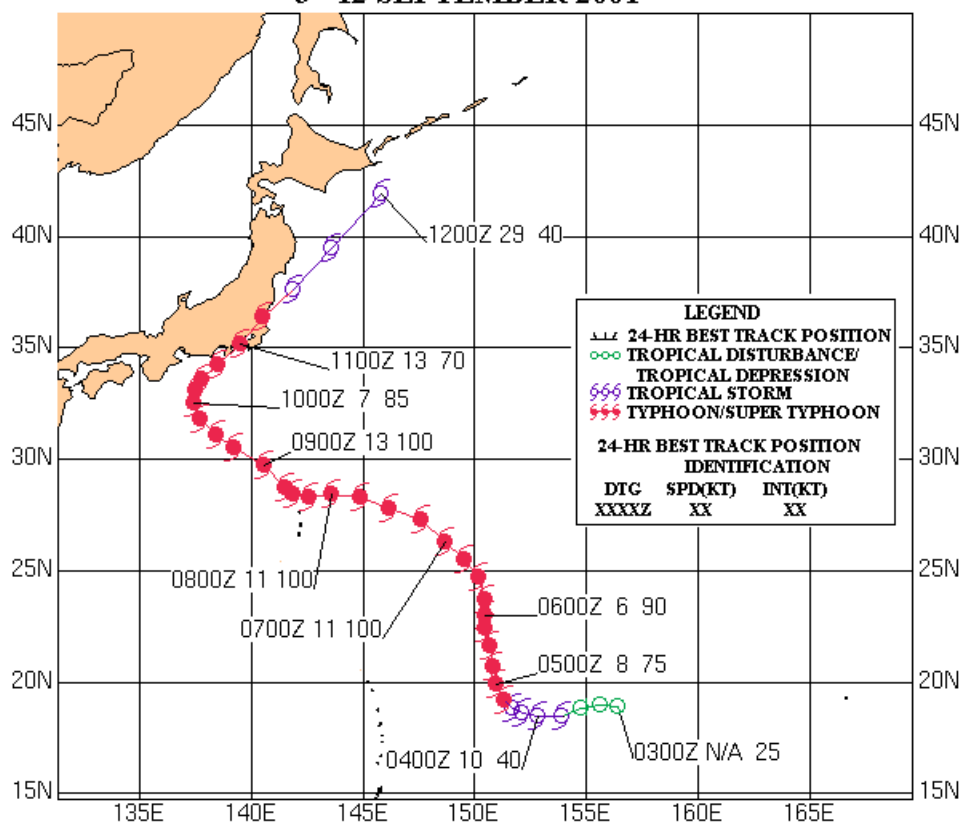 45N
45N
40N
1200Z 29 40
40N
LEGEND
24-HR BEST TRACK POSITION
TROPICAL DISTURBANCE/
TROPICAL DEPRESSION
TROPICAL STORM
TYPHOON/SUPER TYPHOON
24-HR BEST TRACK POSITION
IDENTIFICATION
DTG SPD(KT) INT(KT)
XXXXZ XX XX
35N
1100Z 13 70
35N
1000Z 7 85
0900Z 13 100
30N
30N
0800Z 11 100
25N
25N
0700Z 11 100
0600Z 6 90
0500Z 8 75
20N
20N
0400Z 10 40
0300Z N/A 25
15N
15N
135E 140E 145E 150E 155E 160E 165E